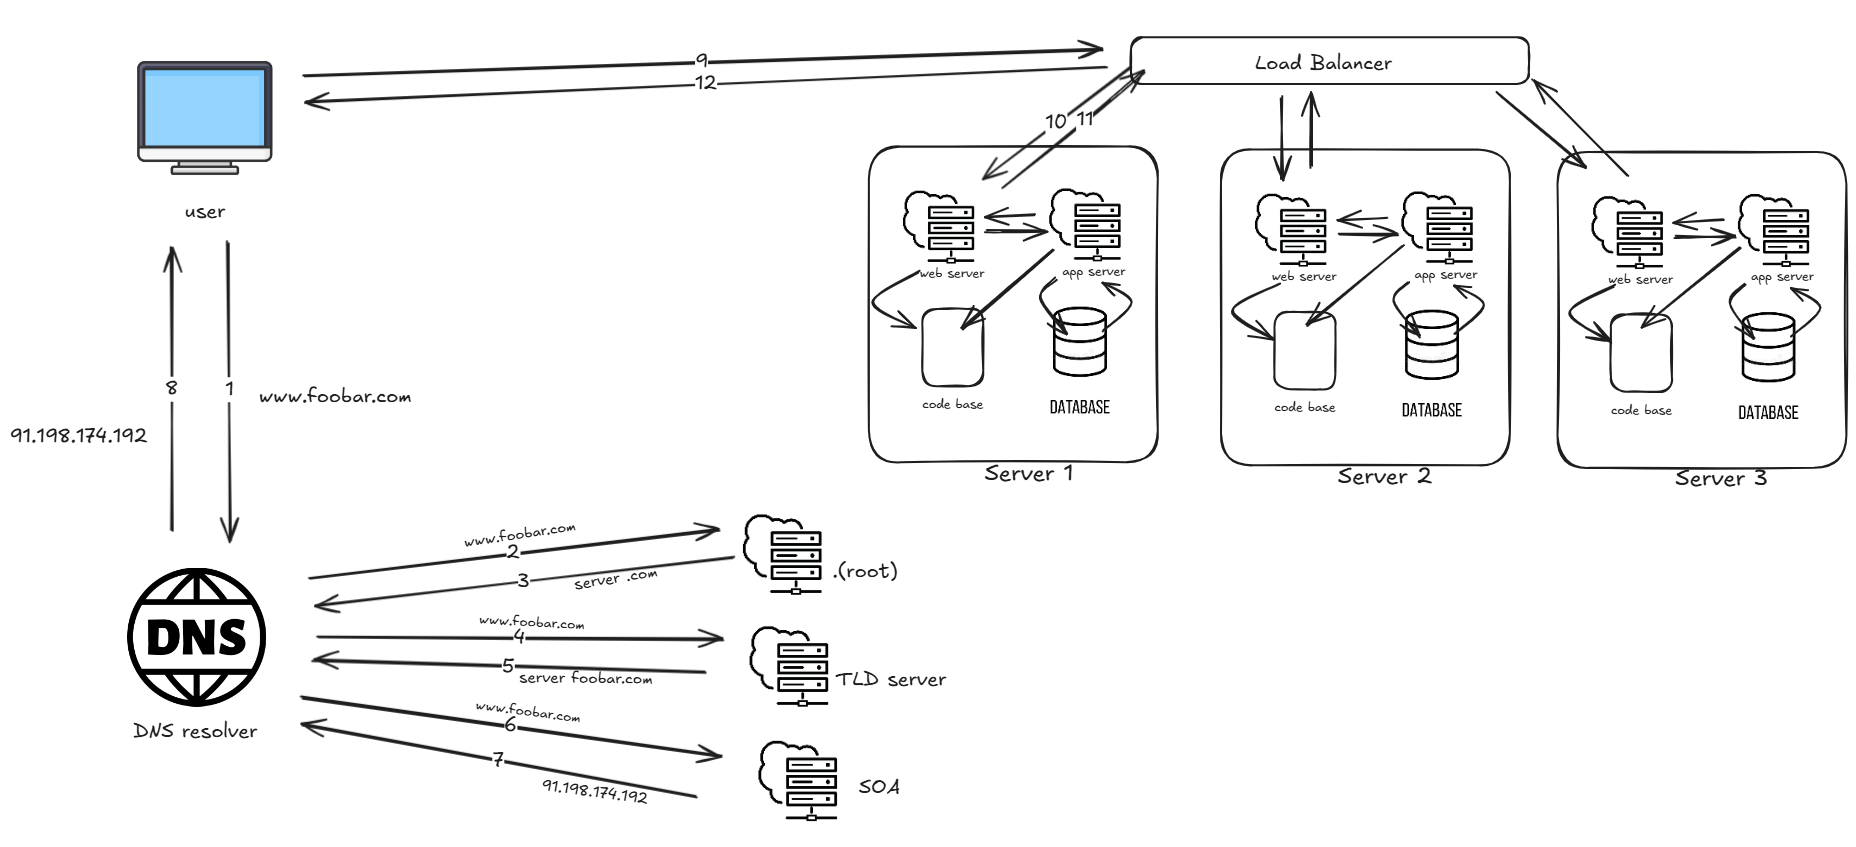 9
12
Load Balancer
10 11
user
web server
app server
code base
DATABASE
Server 1
web server
app server
code base
DATABASE
Server 2
web server
app server
code base
DATABASE
Server 3
8
1
www.foobar.com
91.198.174.192
www.foobar.com
2
3
server .com
.(root)
www.foobar.com
4
5
server foobar.com
TLD server
DNS
DNS resolver
www.foobar.com
6
7
91.198.174.192
SOA